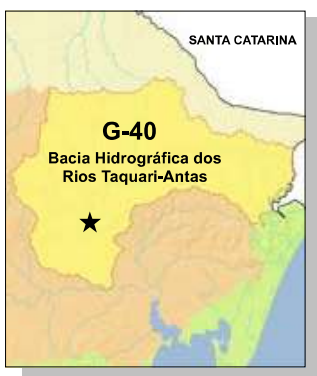 SANTA CATARINA
G-40
Bacia Hidrográfica dos
Rios Taquari-Antas